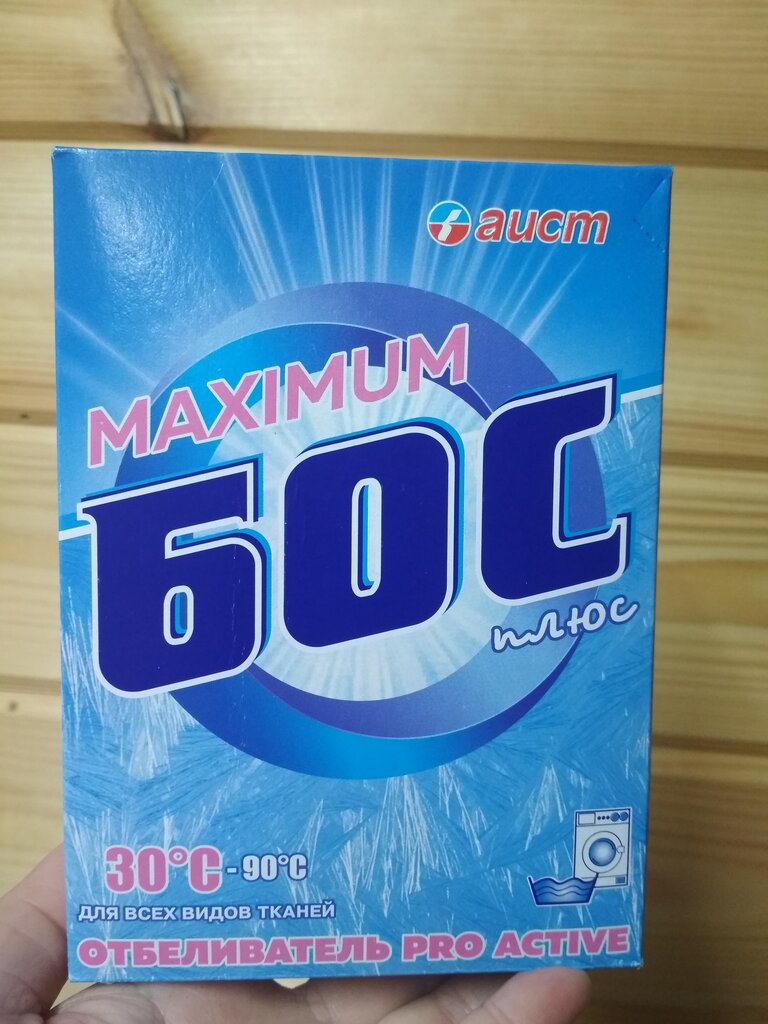 аист
MAXIMUM
БОС
плюс
30°C - 90°C
ДЛЯ ВСЕХ ВИДОВ ТКАНЕЙ
ОТБЕЛИВАТЕЛЬ PRO ACTIVE